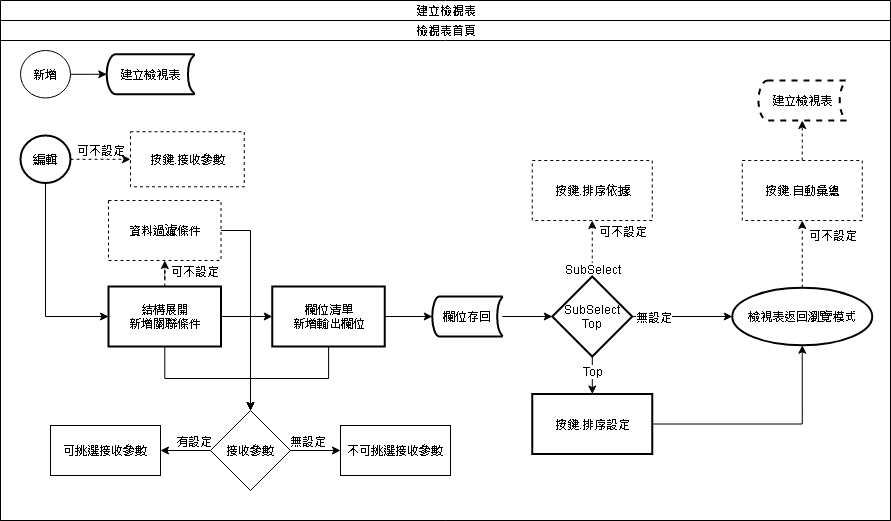 建立檢視表
檢視表首頁
新增
建立檢視表
建立檢視表
編輯
可不設定
按鍵.接收參數
按鍵.排序依據
按鍵.自動彙總
資料過濾條件
可不設定
可不設定
可不設定
SubSelect
結構展開
新增關聯條件
欄位清單
新增輸出欄位
欄位存回
SubSelect
Top
無設定
檢視表返回瀏覽模式
Top
按鍵.排序設定
可挑選接收參數
有設定
接收參數
無設定
不可挑選接收參數